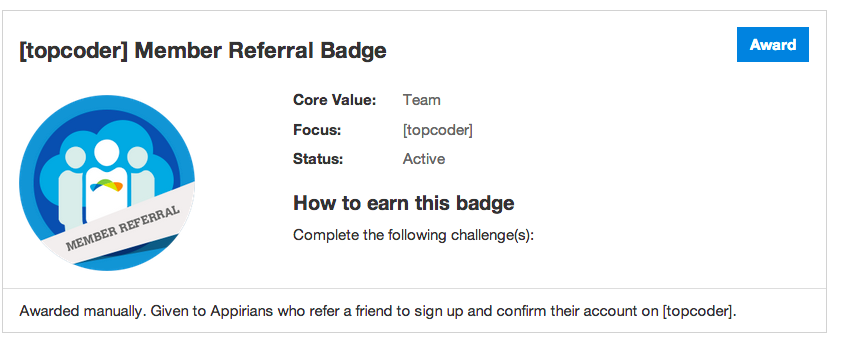 [topcoder] Member Referral Badge
Award
Core Value: Team
Focus: [topcoder]
Status: Active
How to earn this badge
Complete the following challenge(s):
MEMBER REFERRAL
Awarded manually. Given to Appirians who refer a friend to sign up and confirm their account on [topcoder].